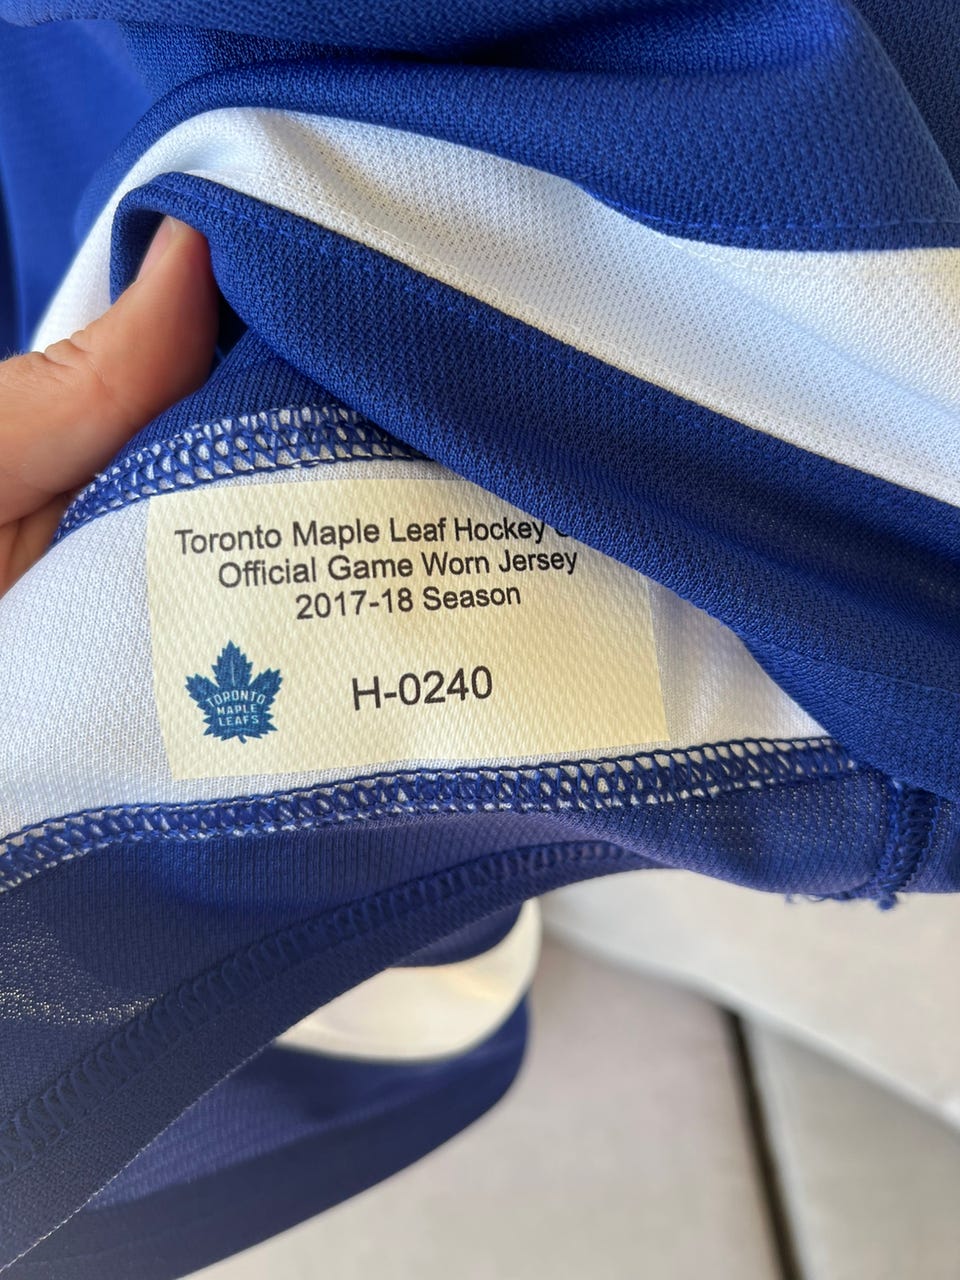 Toronto Maple Leaf Hockey
Official Game Worn Jersey
2017-18 Season
TORONTO
MAPLE
LEAFS
H-0240